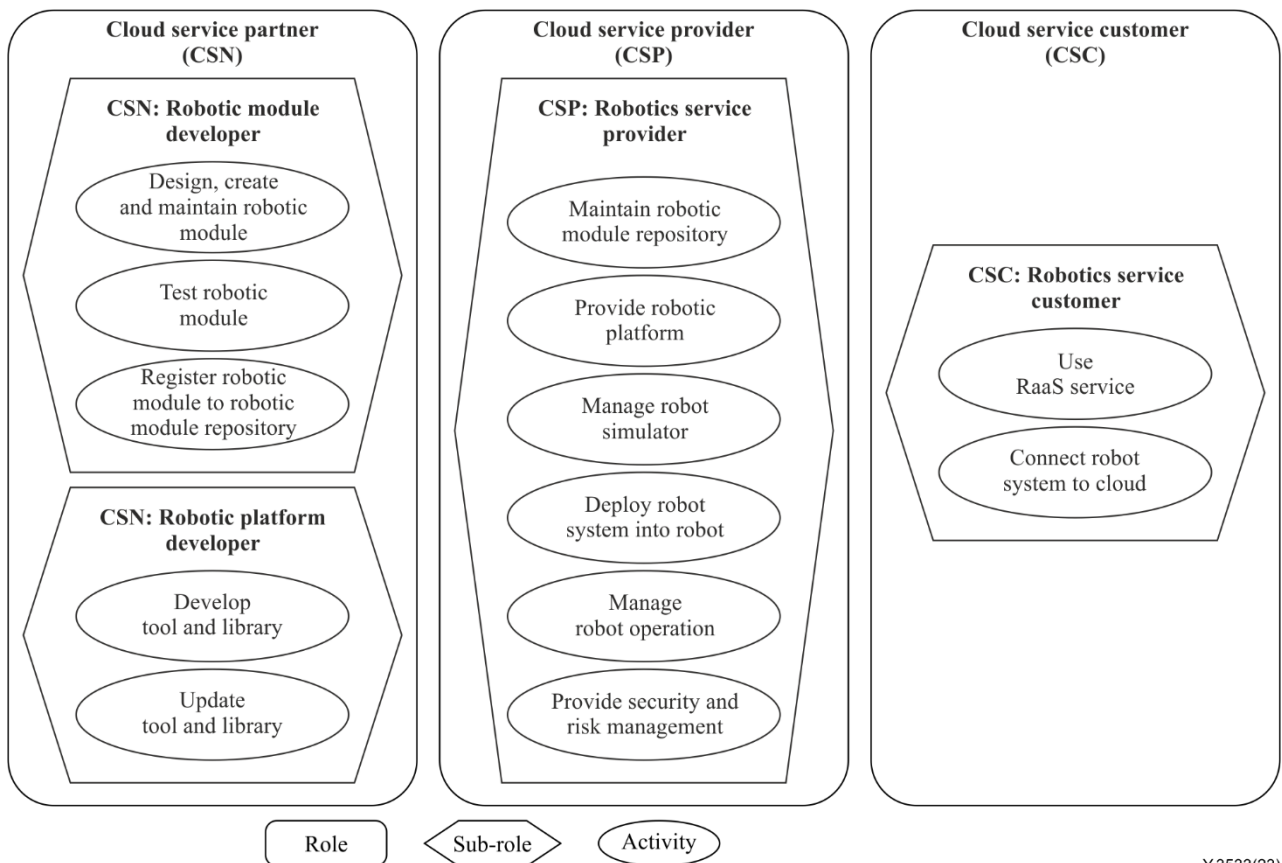 Cloud service partner
(CSN)
CSN: Robotic module
developer
Design, create
and maintain robotic
module
Test robotic
module
Register robotic
module to robotic
module repository
CSN: Robotic platform
developer
Develop
tool and library
Update
tool and library
Cloud service provider
(CSP)
CSP: Robotics service
provider
Maintain robotic
module repository
Provide robotic
platform
Manage robot
simulator
Deploy robot
system into robot
Manage
robot operation
Provide security and
risk management
Cloud service customer
(CSC)
CSC: Robotics service
customer
Use
RaaS service
Connect robot
system to cloud
Role
Sub-role
Activity